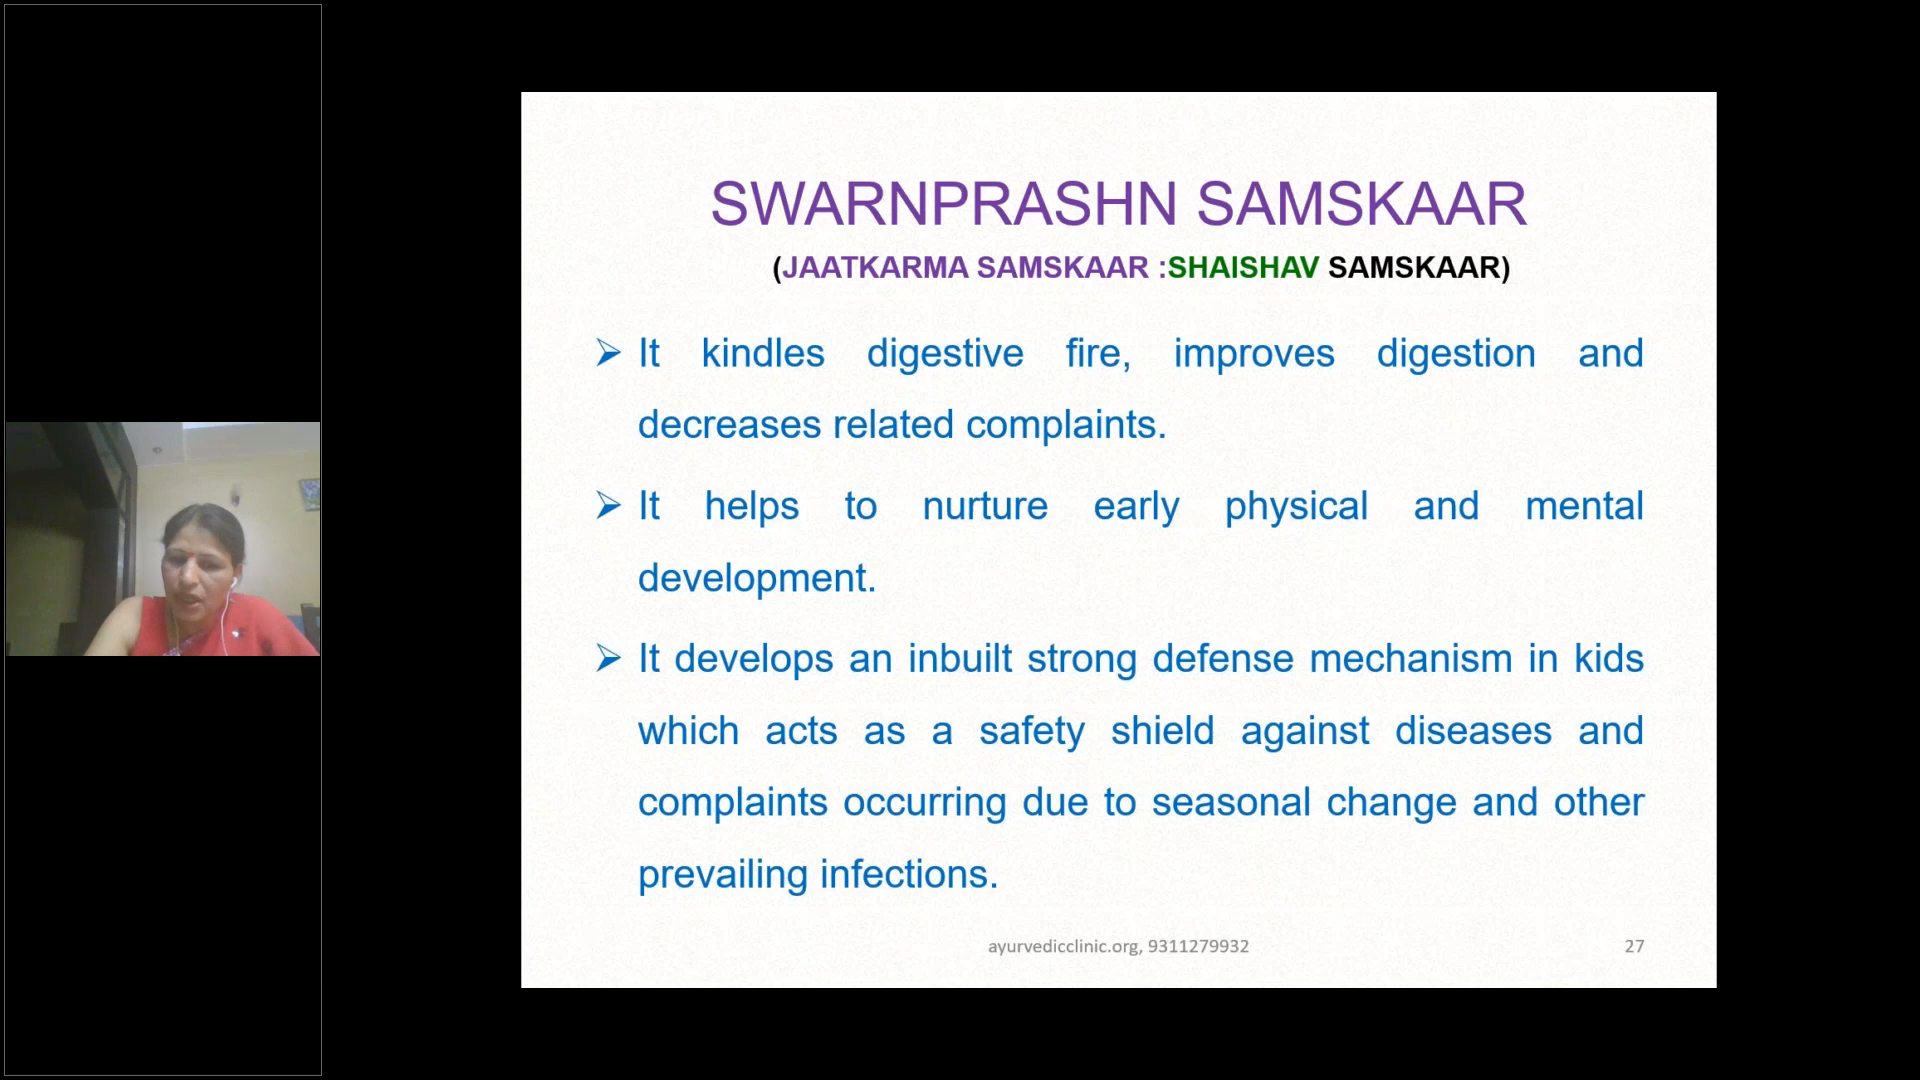 SWARNPRASHN SAMSKAAR
(JAATKARMA SAMSKAAR :SHAISHAV SAMSKAAR)
It kindles digestive fire, improves digestion and
decreases related complaints.
It helps to nurture early physical and mental
development.
It develops an inbuilt strong defense mechanism in kids
which acts as a safety shield against diseases and
complaints occurring due to seasonal change and other
prevailing infections.
ayurvedicclinic.org, 9311279932
27